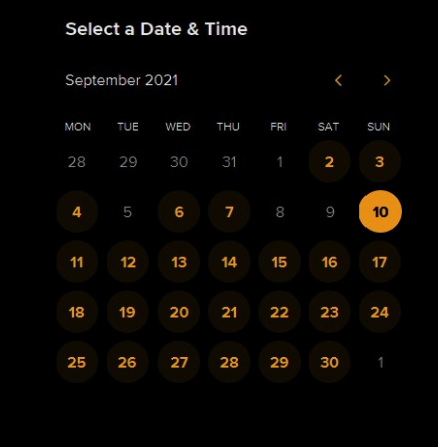 Select a Date & Time
September 2021
MON TUE WED THU FRI SAT SUN
28 29 30 31 1 2 3
4 5 6 7 8 9 10
11 12 13 14 15 16 17
18 19 20 21 22 23 24
25 26 27 28 29 30 1